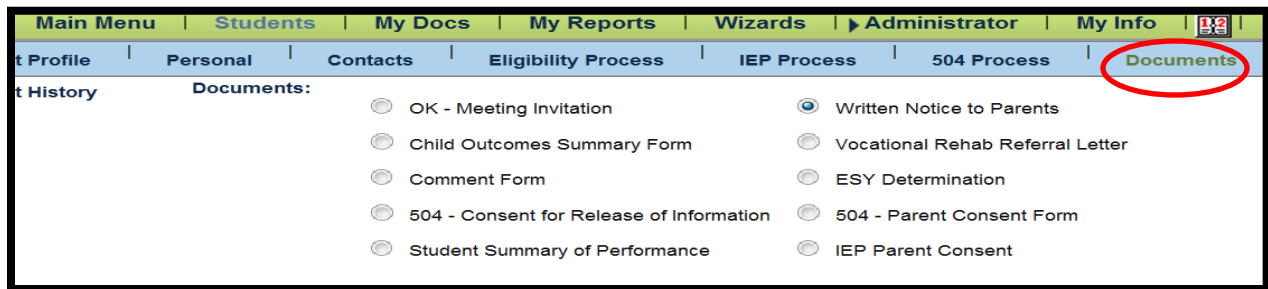 Main Menu | Students | My Docs | My Reports | Wizards | ▶ Administrator | My Info | |
t Profile | Personal | Contacts | Eligibility Process | IEP Process | 504 Process | Documents
t History Documents:
OK - Meeting Invitation Written Notice to Parents
Child Outcomes Summary Form Vocational Rehab Referral Letter
Comment Form ESY Determination
504 - Consent for Release of Information 504 - Parent Consent Form
Student Summary of Performance IEP Parent Consent